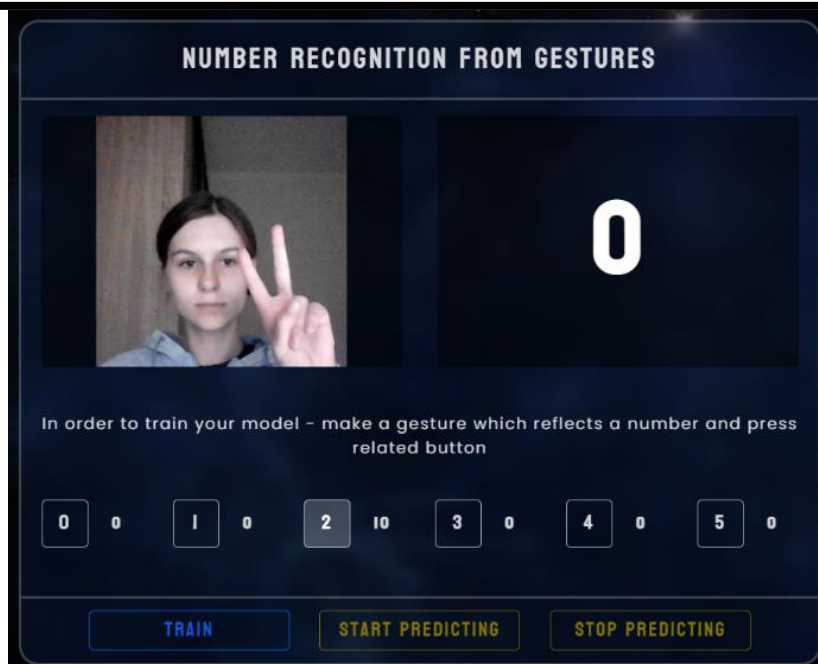 NUMBER RECOGNITION FROM GESTURES
0
In order to train your model - make a gesture which reflects a number and press
related button
0 0 1 0 2 10 3 0 4 0 5 0
TRAIN START PREDICTING STOP PREDICTING